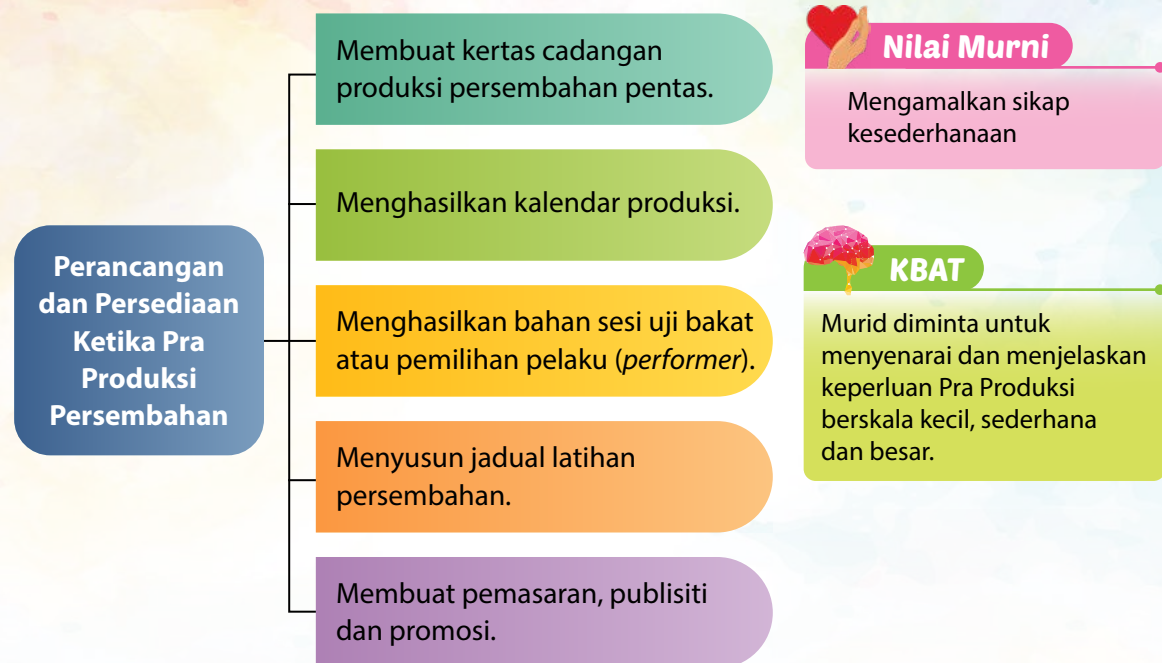 Perancangan
dan Persediaan
Ketika Pra
Produksi
Persembahan
Membuat kertas cadangan
produksi persembahan pentas.
Menghasilkan kalendar produksi.
Menghasilkan bahan sesi uji bakat
atau pemilihan pelaku (performer).
Menyusun jadual latihan
persembahan.
Membuat pemasaran, publisiti
dan promosi.
Nilai Murni
Mengamalkan sikap
kesederhanaan
KBAT
Murid diminta untuk
menyenarai dan menjelaskan
keperluan Pra Produksi
berskala kecil, sederhana
dan besar.